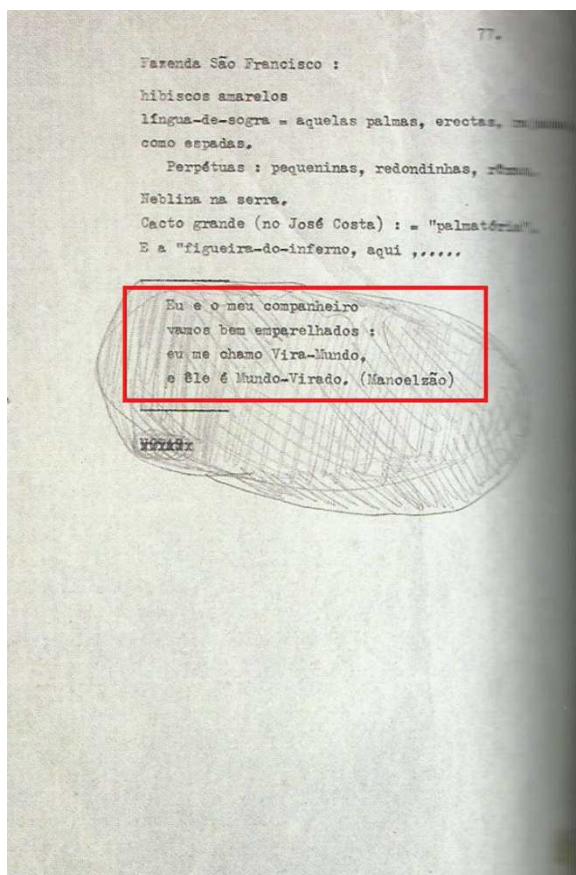 77.
Fazenda São Francisco :
hibiscos amarelos
língua-de-sogra = aquelas palmas, erectas,
como espadas.
Perpétuas : pequeninas, redondinhas,
Neblina na serra.
Cacto grande (no José Costa) : = "palmatória".
E a "figueira-do-inferno, aqui ,.....
Eu e o meu companheiro
vamos bem emparelhados :
eu me chamo Vira-Mundo,
e êle é Mundo-Virado. (Manoelzão)